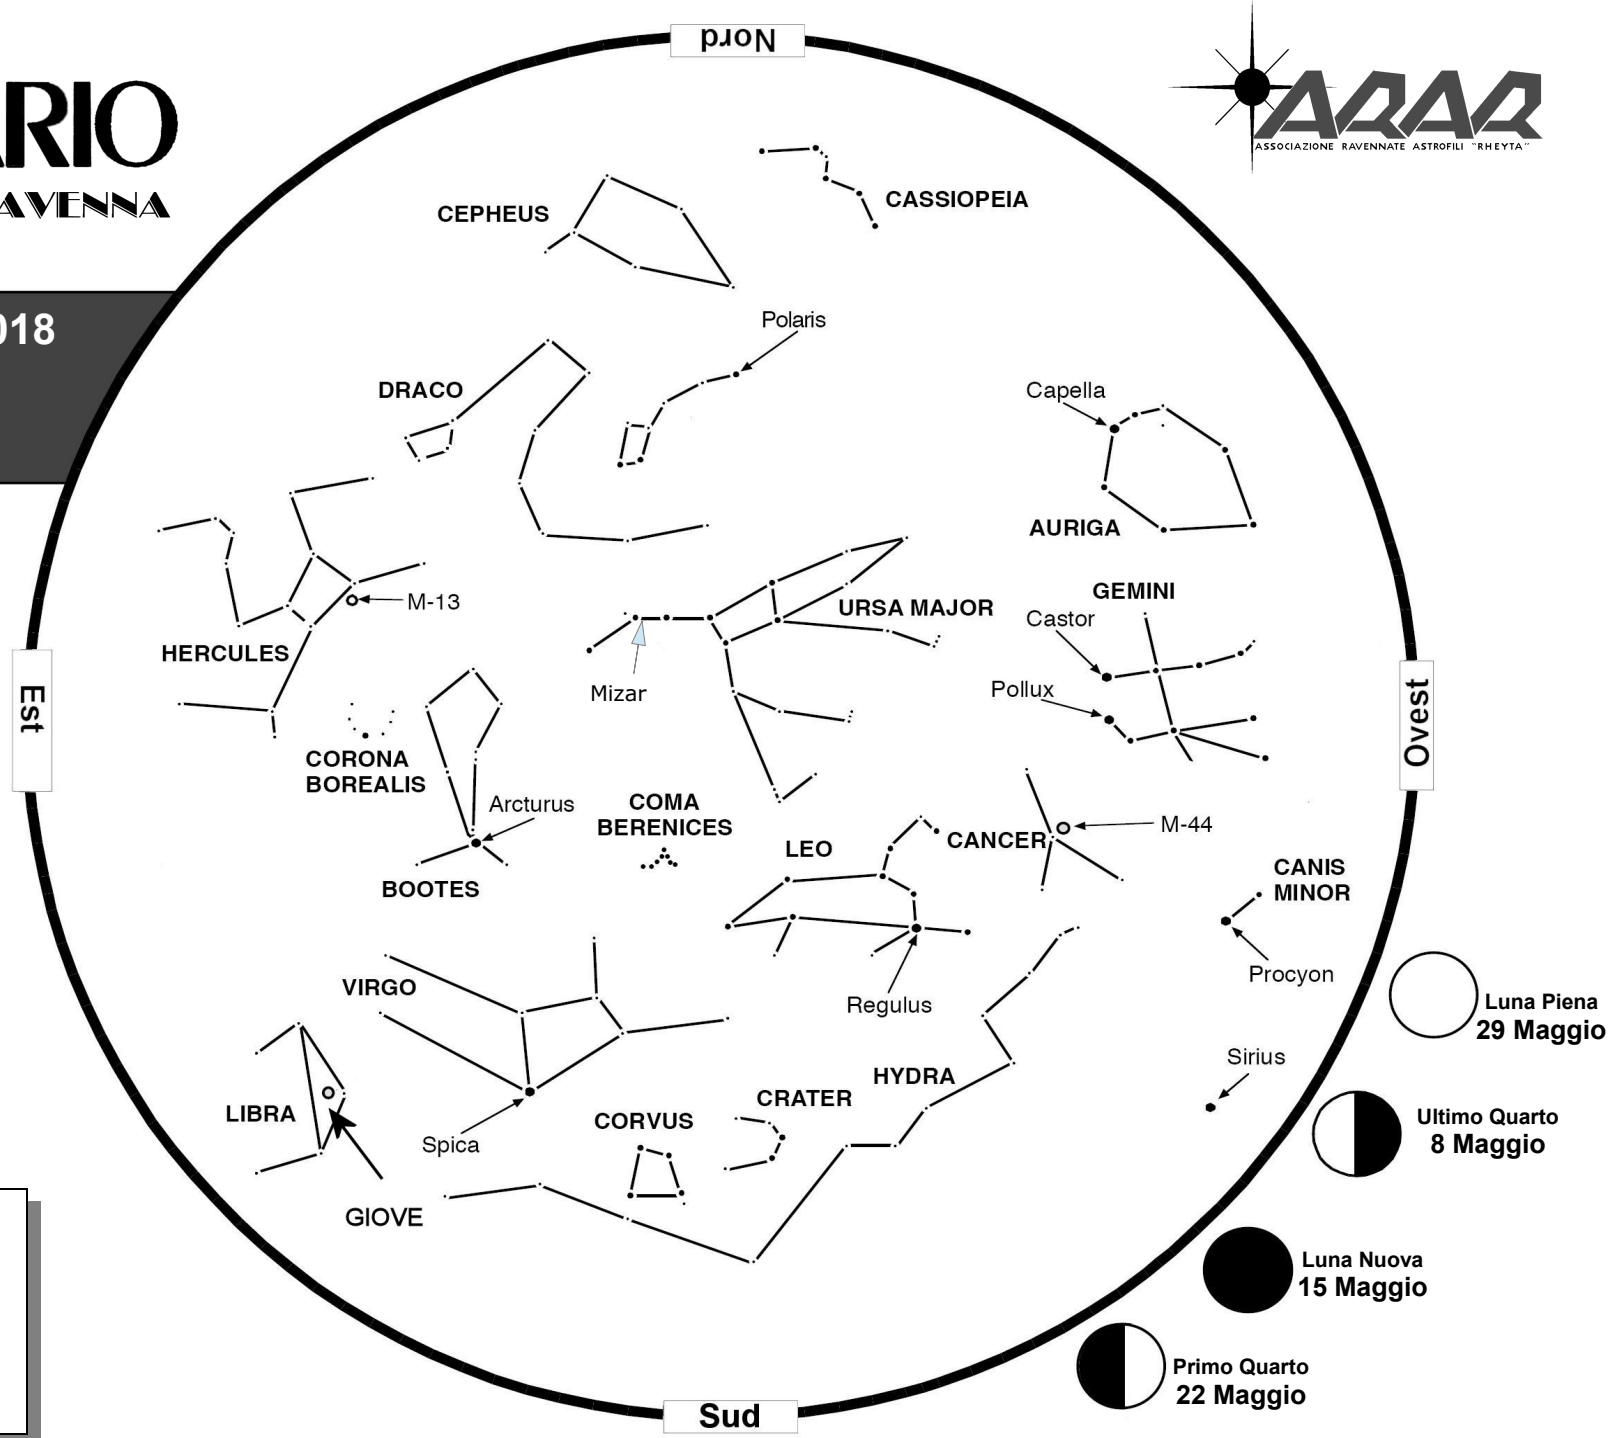 Nord
ARAR
ASSOCIAZIONE RAVENNATE ASTROFILI "RHEYTA"
018
CEPHEUS
CASSIOPEIA
Polaris
DRACO
Capella
AURIGA
M-13
HERCULES
URSA MAJOR
Mizar
GEMINI
Castor
Pollux
Est
Ovest
CORONA
BOREALIS
Arcturus
BOOTES
COMA
BERENICES
LEO
CANCER
M-44
CANIS
MINOR
Procyon
Regulus
VIRGO
Spica
LIBRA
GIOVE
CORVUS
CRATER
HYDRA
Sirius
Luna Piena
29 Maggio
Ultimo Quarto
8 Maggio
Luna Nuova
15 Maggio
Primo Quarto
22 Maggio
Sud